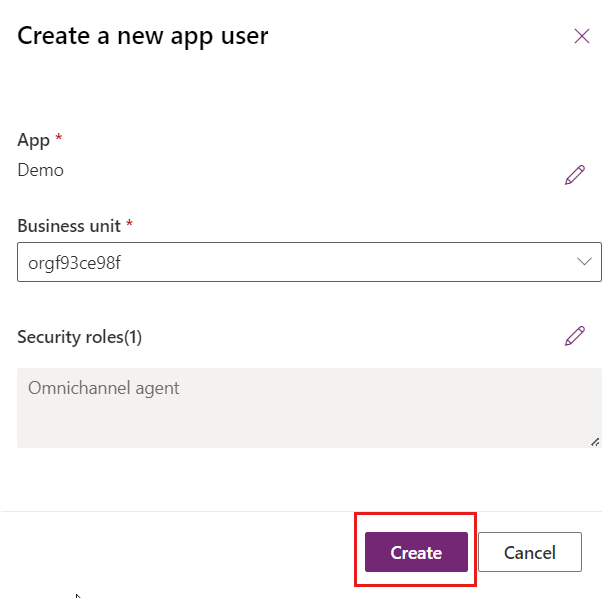 Create a new app user
App *
Demo
Business unit *
orgf93ce98f
Security roles(1)
Omnichannel agent
Create
Cancel